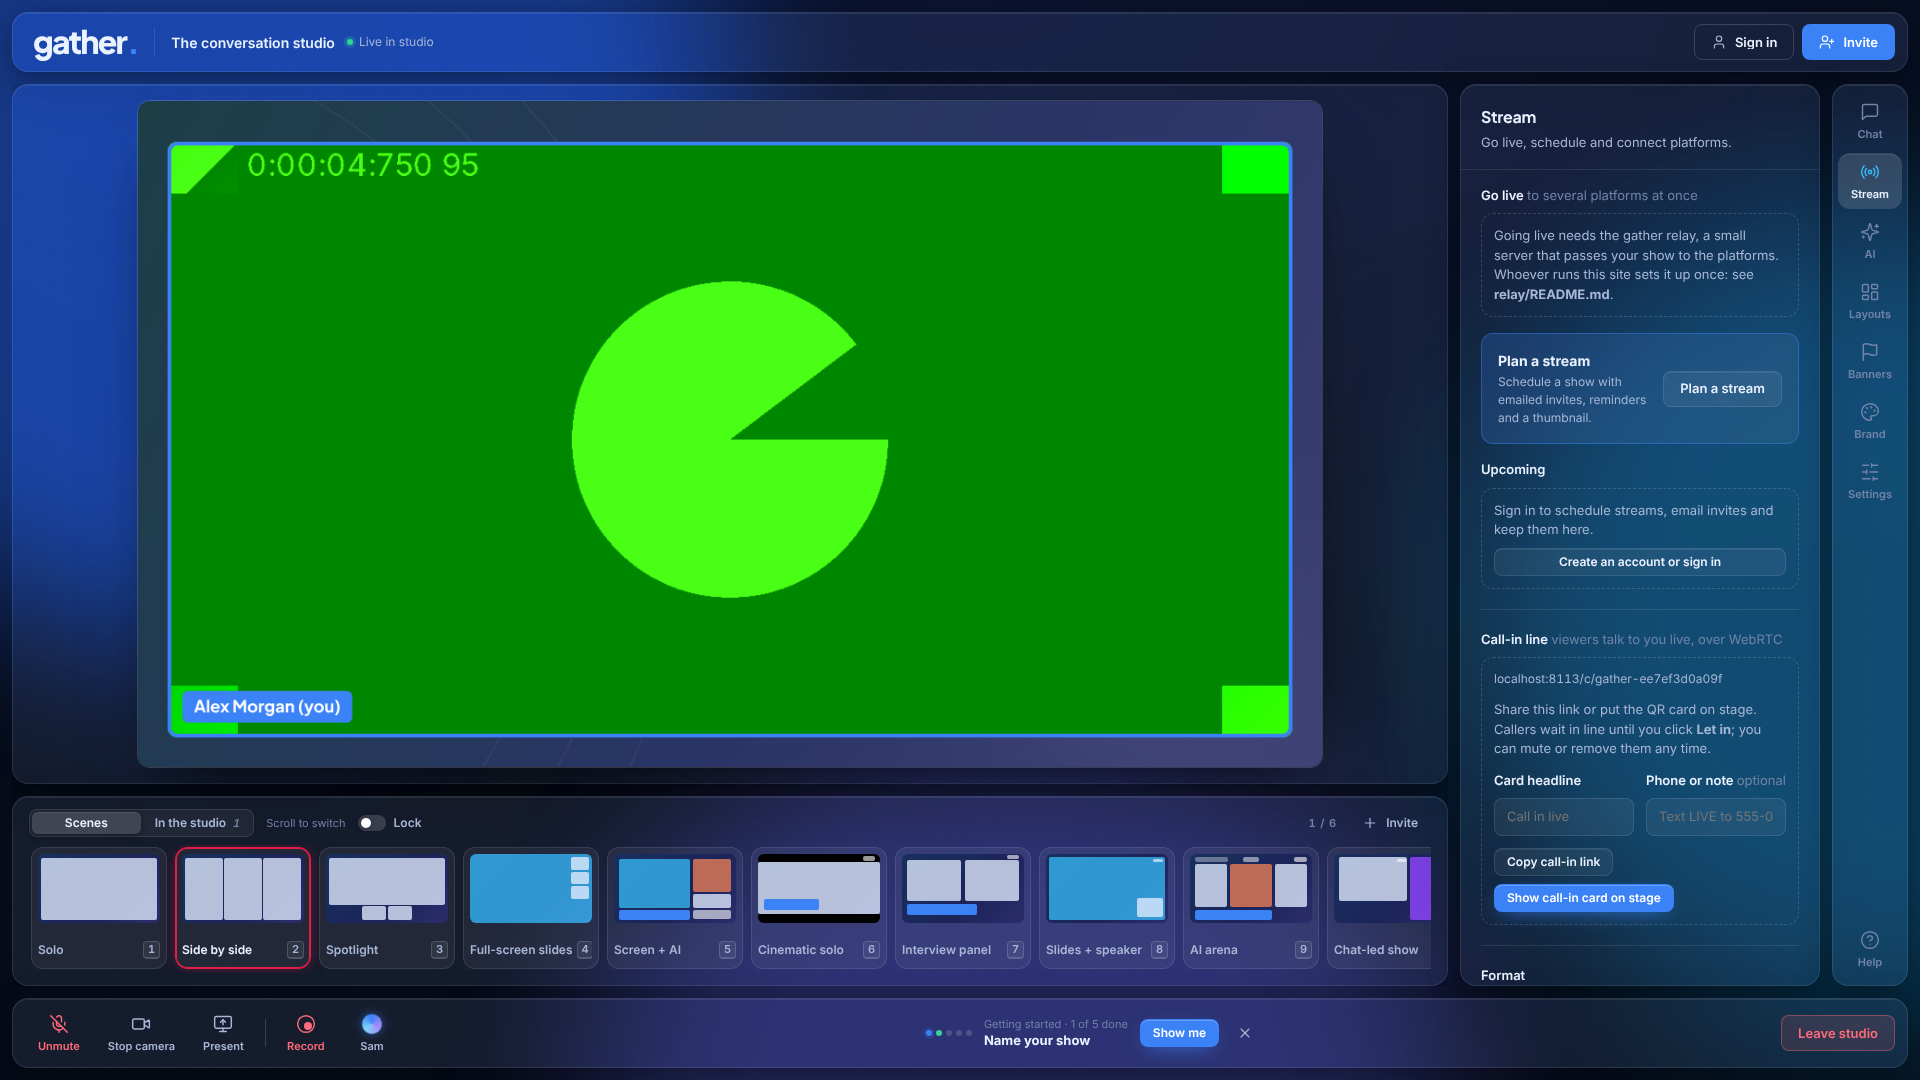 gather.
The conversation studio
Live in studio
Sign in
Invite
0:00:04:750 95
Alex Morgan (you)
Stream
Go live, schedule and connect platforms.
Go live to several platforms at once
Going live needs the gather relay, a small
server that passes your show to the platforms.
Whoever runs this site sets it up once: see
relay/README.md.
Plan a stream
Schedule a show with
emailed invites, reminders
and a thumbnail.
Plan a stream
Upcoming
Sign in to schedule streams, email invites and
keep them here.
Create an account or sign in
Call-in line viewers talk to you live, over WebRTC
localhost:8113/c/gather-ee7ef3d0a09f
Share this link or put the QR card on stage.
Callers wait in line until you click Let in; you
can mute or remove them any time.
Card headline
Phone or note optional
Call in live
Text LIVE to 555-0
Copy call-in link
Show call-in card on stage
Format
Chat
Stream
AI
Layouts
Banners
Brand
Settings
Help
Scenes
In the studio 1
Scroll to switch
Lock
1 / 6
Invite
Solo 1
Side by side 2
Spotlight 3
Full-screen slides 4
Screen + AI 5
Cinematic solo 6
Interview panel 7
Slides + speaker 8
AI arena 9
Chat-led show
Unmute
Stop camera
Present
Record
Sam
Getting started · 1 of 5 done
Name your show
Show me
Leave studio